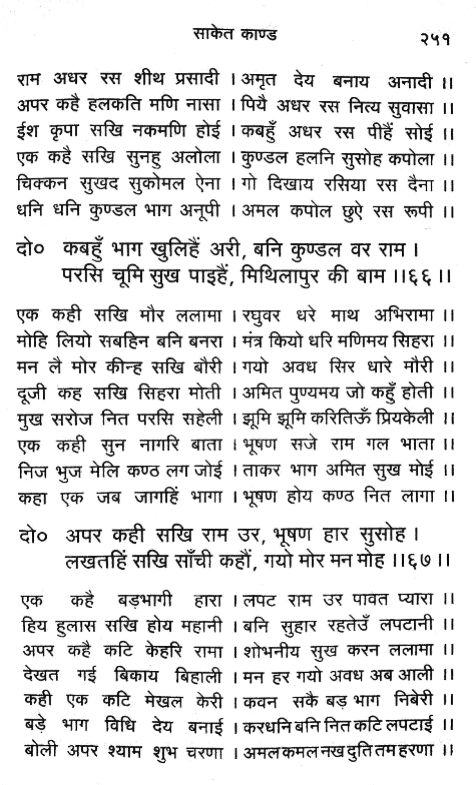 साकेत काण्ड २५१
राम अधर रस शीथ प्रसादी । अमृत देय बनाय अनादी ।।
अपर कहै हलकति मणि नासा । पियै अधर रस नित्य सुवासा ।।
ईश कृपा सखि नकमणि होई । कबहुँ अधर रस पीहैं सोई ।।
एक कहै सखि सुनहु अलोला । कुण्डल हलनि सुसोह कपोला ।।
चिक्कन सुखद सुकोमल ऐना । गो दिखाय रसिया रस दैना ।।
धनि धनि कुण्डल भाग अनूपी । अमल कपोल छुऐ रस रूपी ।।
दो० कबहुँ भाग खुलिहैं अरी, बनि कुण्डल वर राम ।
परसि चूमि सुख पाइहैं, मिथिलापुर की बाम ।।६६।।
एक कही सखि मौर ललामा । रघुवर धरे माथ अभिरामा ।।
मोहि लियो सबहिन बनि बनरा । मंत्र कियो धरि मणिमय सिहरा ।।
मन लै मोर कीन्ह सखि बौरी । गयो अवध सिर धारे मौरी ।।
दूजी कह सखि सिहरा मोती । अमित पुण्यमय जो कहुँ होती ।।
मुख सरोज नित परसि सहेली । झूमि झूमि करितिऊँ प्रियकेली ।।
एक कही सुन नागरि बाता । भूषण सजे राम गल भाता ।।
निज भुज मेलि कण्ठ लग जोई । ताकर भाग अमित सुख मोई ।।
कहा एक जब जागहिं भागा । भूषण होय कण्ठ नित लागा ।।
दो० अपर कही सखि राम उर, भूषण हार सुसोह ।
लखतहिं सखि साँची कहौं, गयो मोर मन मोह ।।६७।।
एक कहै बड़भागी हारा । लपट राम उर पावत प्यारा ।।
हिय हुलास सखि होय महानी । बनि सुहार रहतेउँ लपटानी ।।
अपर कहै कटि केहरि रामा । शोभनीय सुख करन ललामा ।।
देखत गई बिकाय बिहाली । मन हर गयो अवध अब आली ।।
कही एक कटि मेखल केरी । कवन सकै बड़ भाग निबेरी ।।
बड़े भाग विधि देय बनाई । करधनि बनि नित कटि लपटाई ।।
बोली अपर श्याम शुभ चरणा । अमल कमल नख दुति तम हरणा ।।